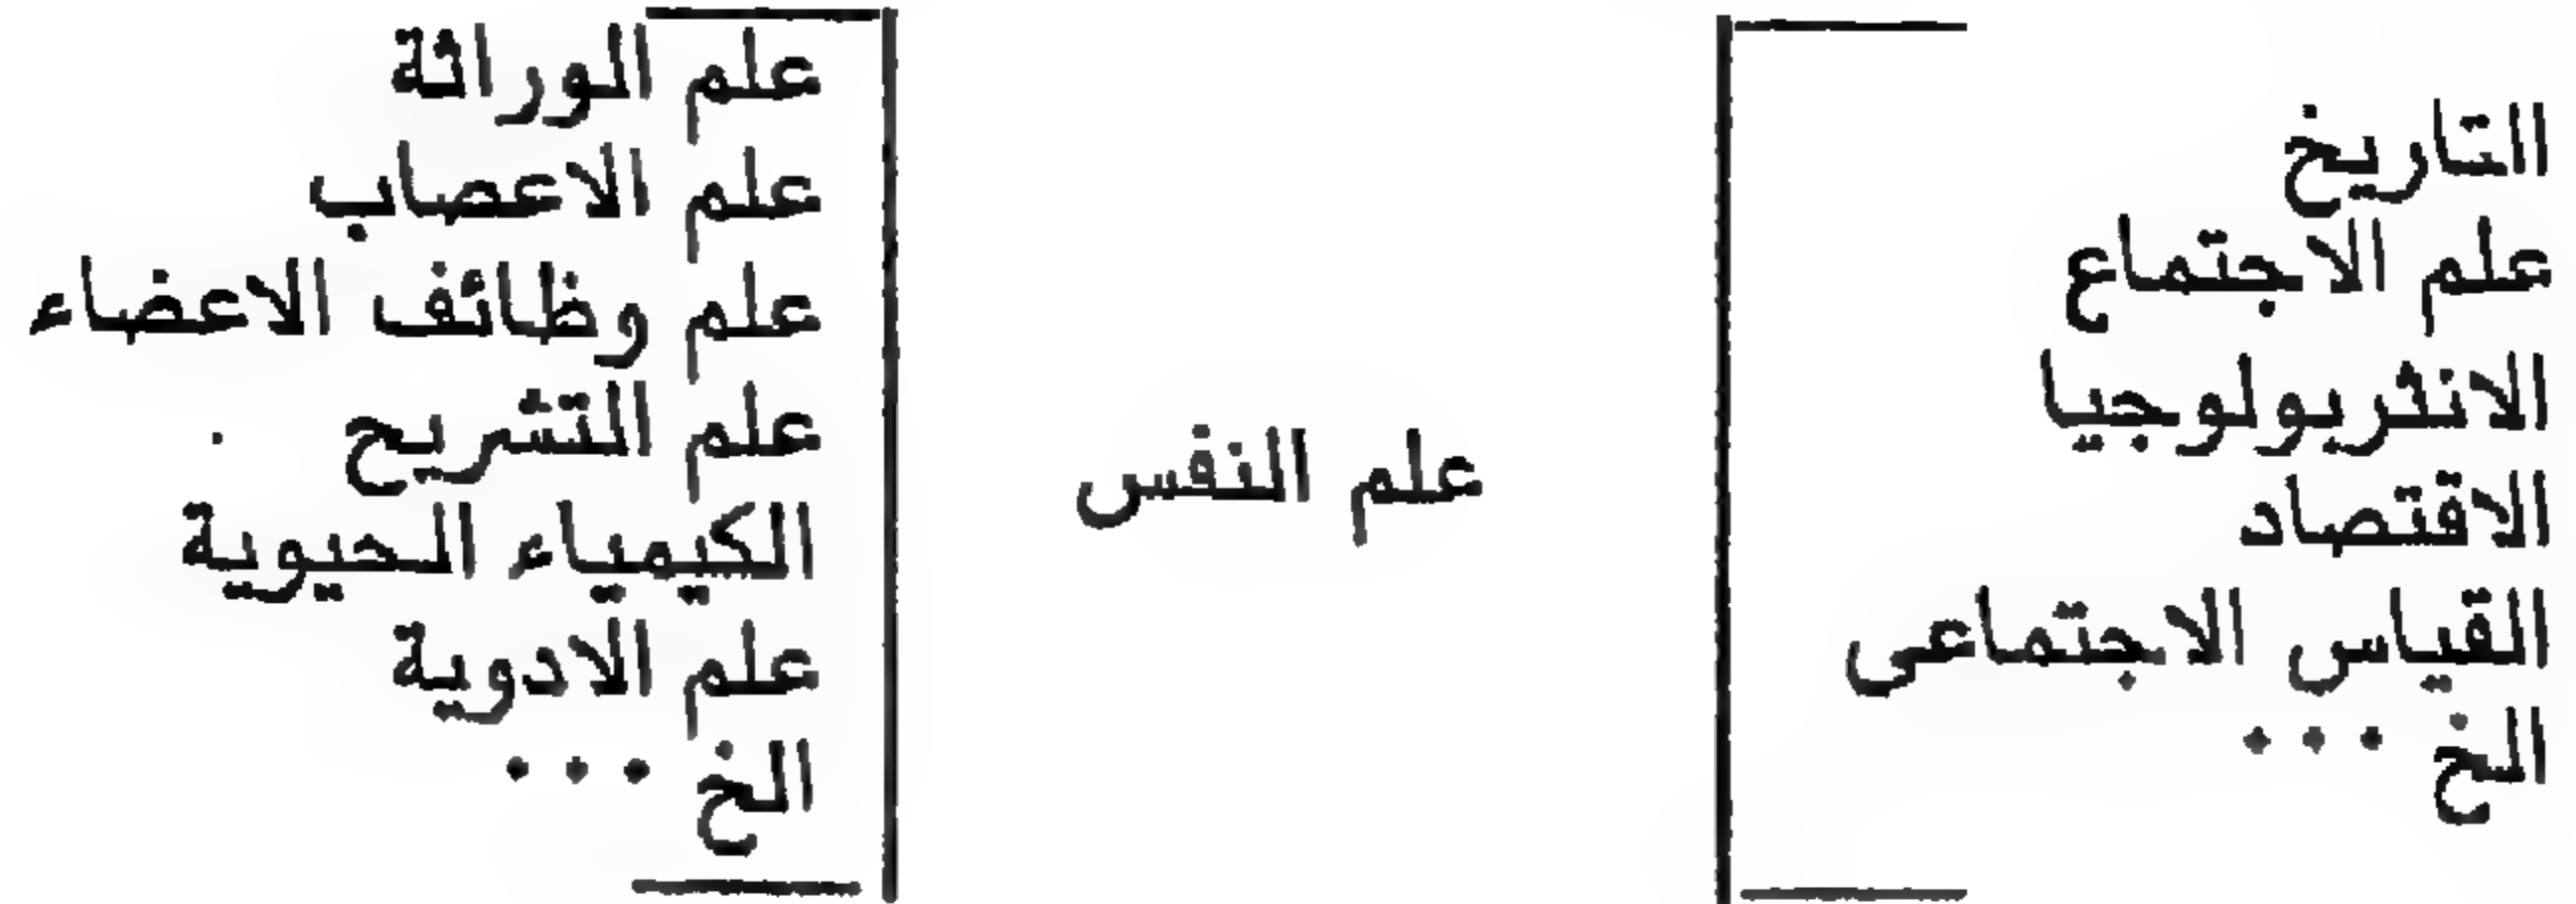 التاريخ
علم الاجتماع
الانثربولوجيا
الاقتصاد
القياس الاجتماعى
الخ . . .
علم النفس
علم الوراثة
علم الاعصاب
علم وظائف الاعضاء
علم التشريح
الكيمياء الحيوية
علم الادوية
الخ . . .